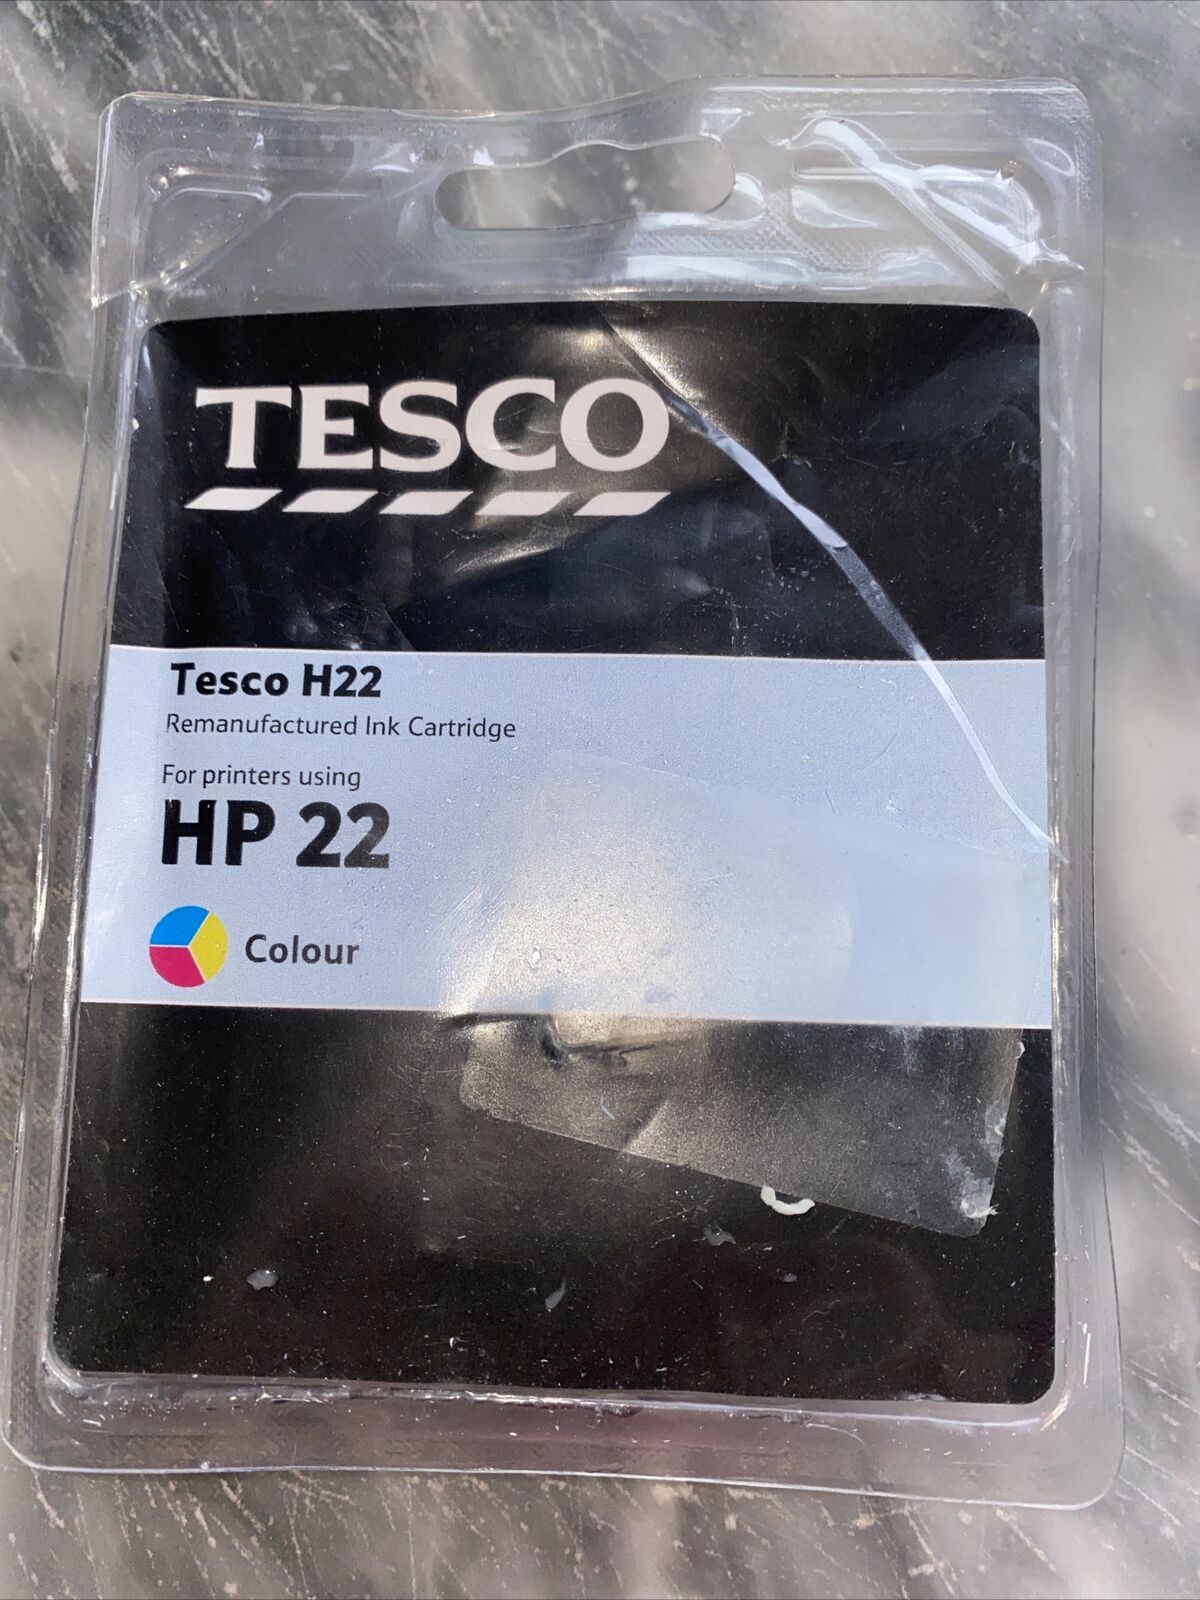 TESCO
Tesco H22
Remanufactured Ink Cartridge
For printers using
HP 22
Colour